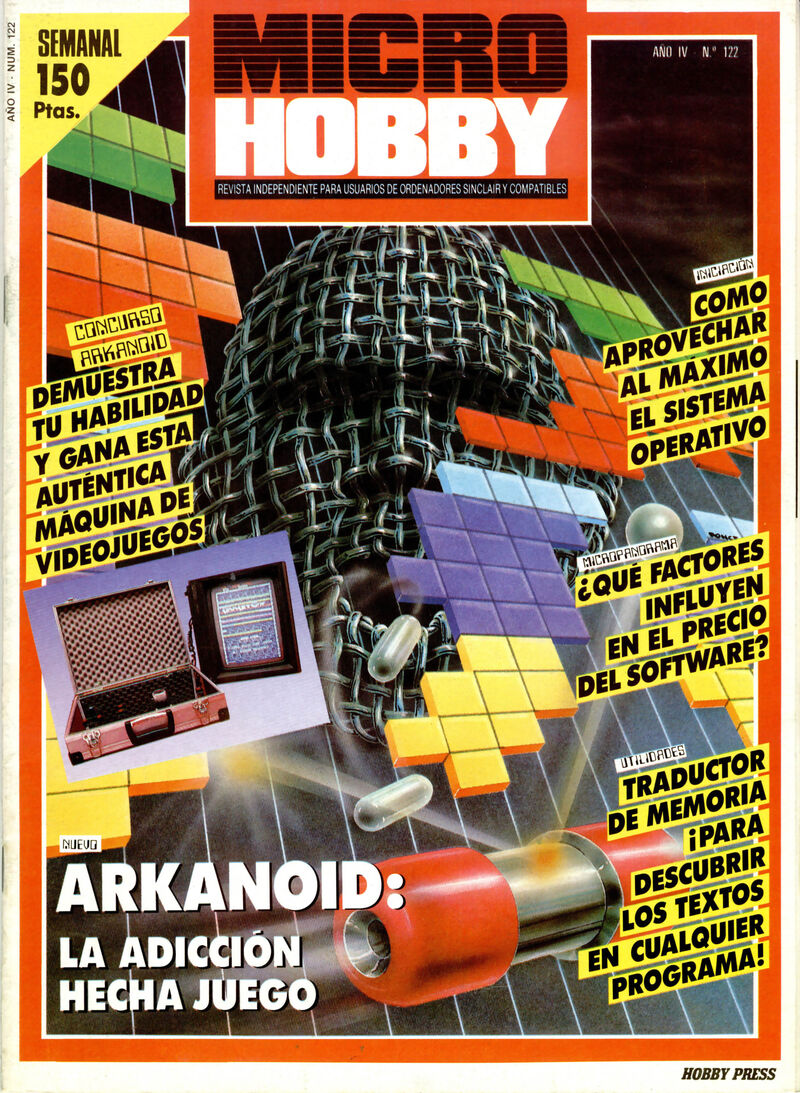 AÑO IV - NUM. 122
SEMANAL
150
Ptas.
MICRO
HOBBY
REVISTA INDEPENDIENTE PARA USUARIOS DE ORDENADORES SINCLAIR Y COMPATIBLES
AÑO IV - N.º 122
CONCURSO
ARKANOID
DEMUESTRA
TU HABILIDAD
Y GANA ESTA
AUTÉNTICA
MÁQUINA DE
VIDEOJUEGOS
INICIACIÓN
COMO
APROVECHAR
AL MÁXIMO
EL SISTEMA
OPERATIVO
MICROPANORAMA
¿QUÉ FACTORES
INFLUYEN
EN EL PRECIO
DEL SOFTWARE?
UTILIDADES
TRADUCTOR
DE MEMORIA
¡PARA
DESCUBRIR
LOS TEXTOS
EN CUALQUIER
PROGRAMA!
NUEVO
ARKANOID:
LA ADICCIÓN
HECHA JUEGO
HOBBY PRESS